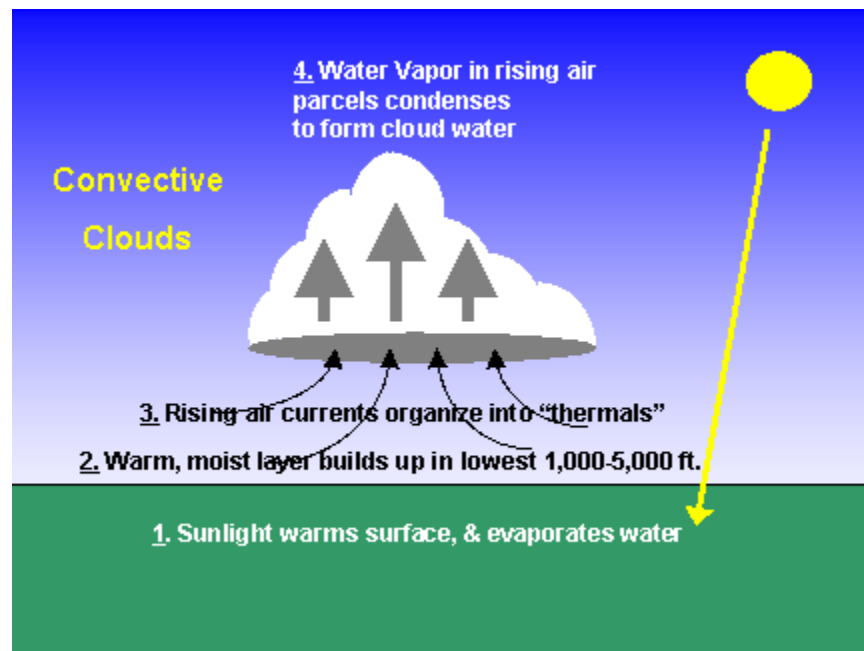 4. Water Vapor in rising air
parcels condenses
to form cloud water
Convective
Clouds
3. Rising air currents organize into “thermals”
2. Warm, moist layer builds up in lowest 1,000-5,000 ft.
1. Sunlight warms surface, & evaporates water